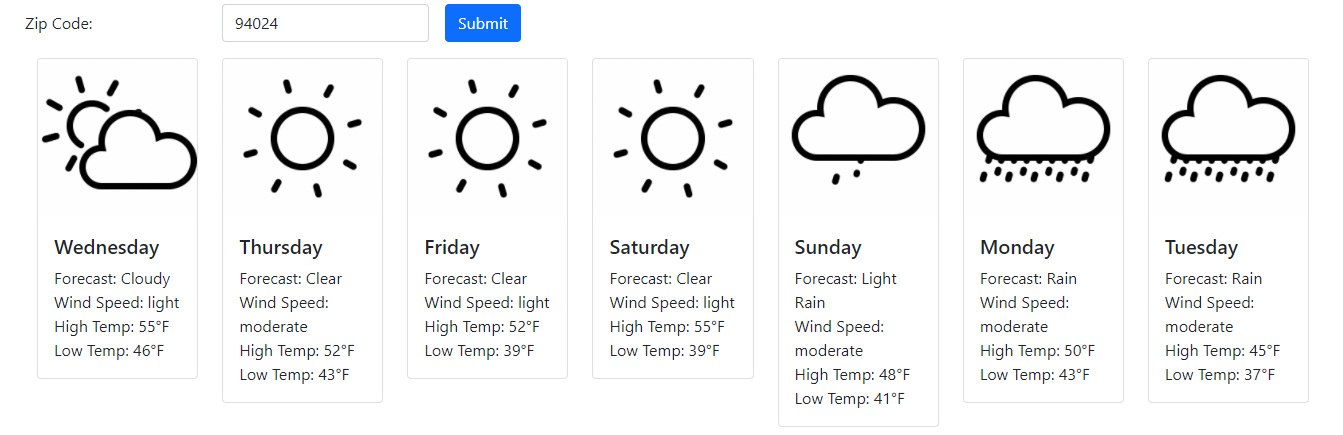 Zip Code:
94024
Submit
Wednesday
Forecast: Cloudy
Wind Speed: light
High Temp: 55°F
Low Temp: 46°F
Thursday
Forecast: Clear
Wind Speed:
moderate
High Temp: 52°F
Low Temp: 43°F
Friday
Forecast: Clear
Wind Speed: light
High Temp: 52°F
Low Temp: 39°F
Saturday
Forecast: Clear
Wind Speed: light
High Temp: 55°F
Low Temp: 39°F
Sunday
Forecast: Light
Rain
Wind Speed:
moderate
High Temp: 48°F
Low Temp: 41°F
Monday
Forecast: Rain
Wind Speed:
moderate
High Temp: 50°F
Low Temp: 43°F
Tuesday
Forecast: Rain
Wind Speed:
moderate
High Temp: 45°F
Low Temp: 37°F